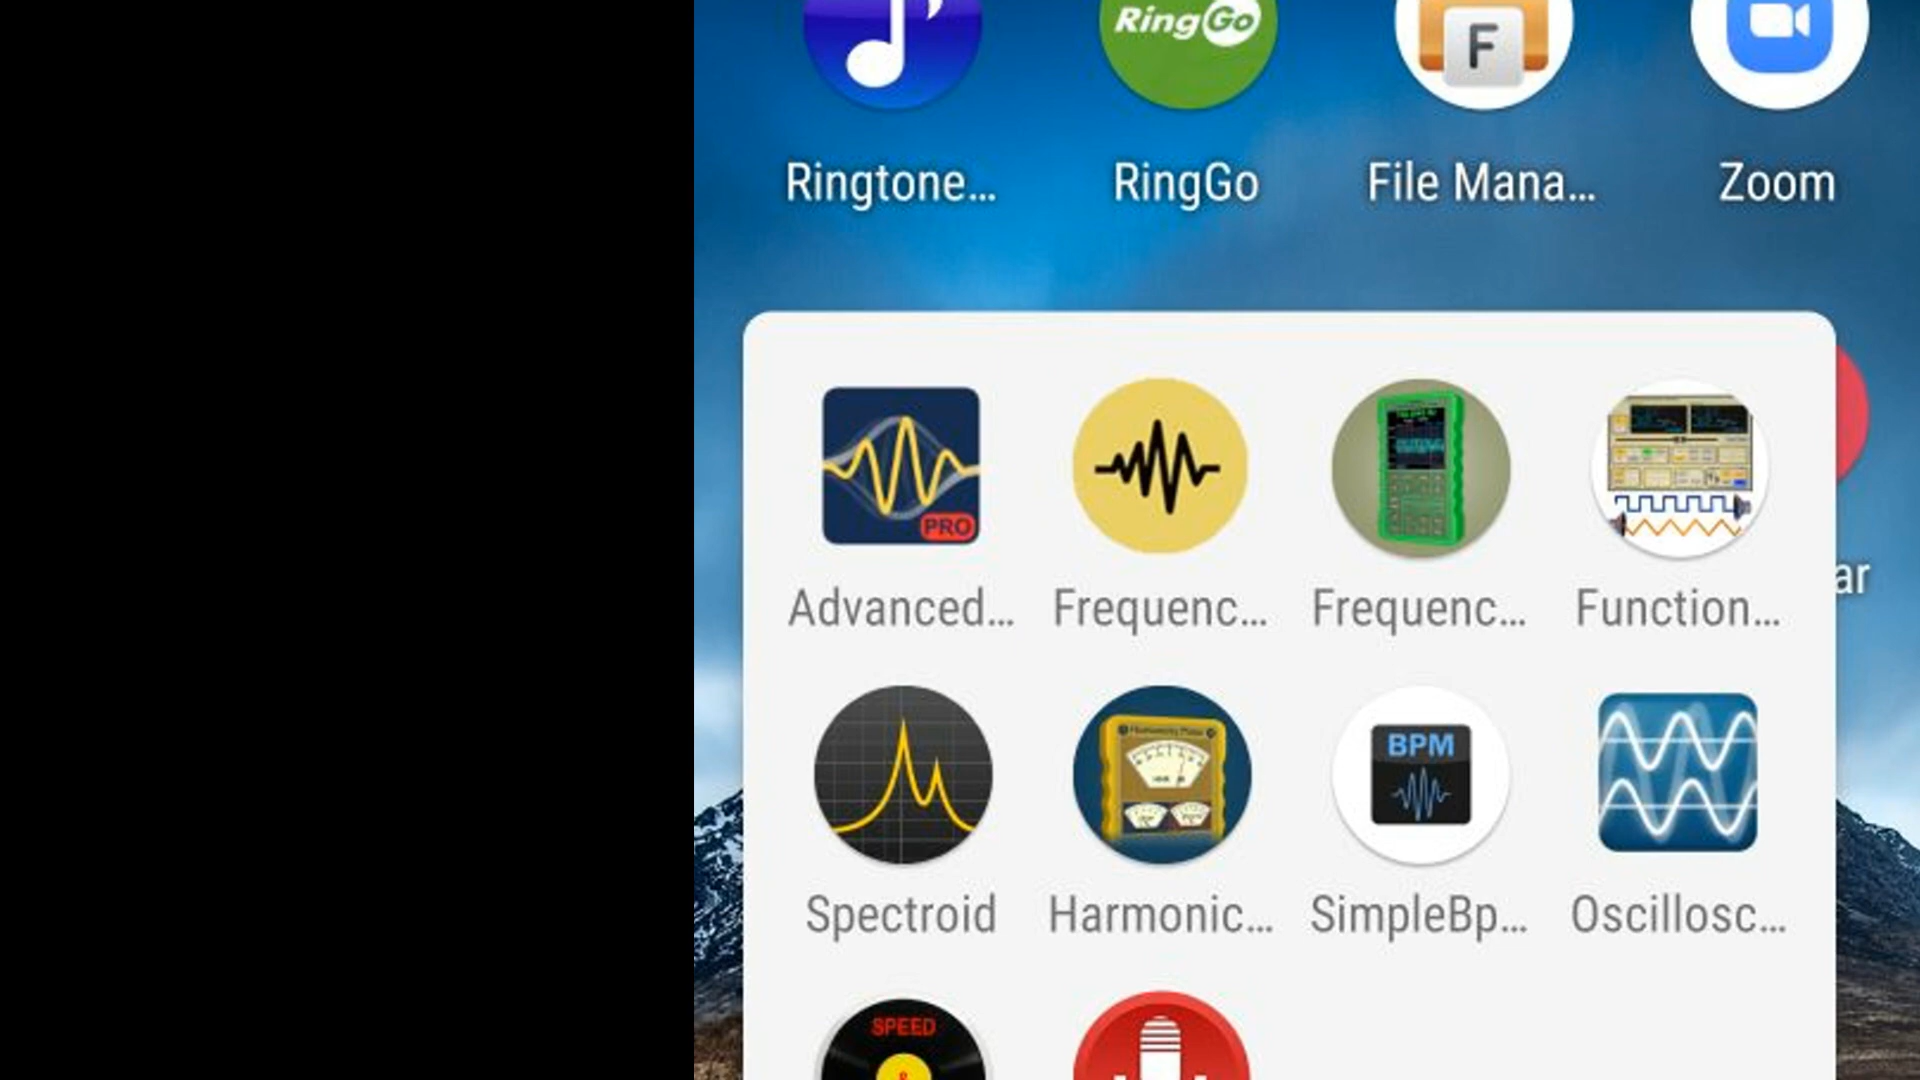 RingGo
F
Ringtone...
RingGo
File Mana...
Zoom
PRO
Advanced...
Frequenc...
Frequenc...
Function...
ar
BPM
Spectroid
Harmonic...
SimpleBp...
Oscillosc...
SPEED